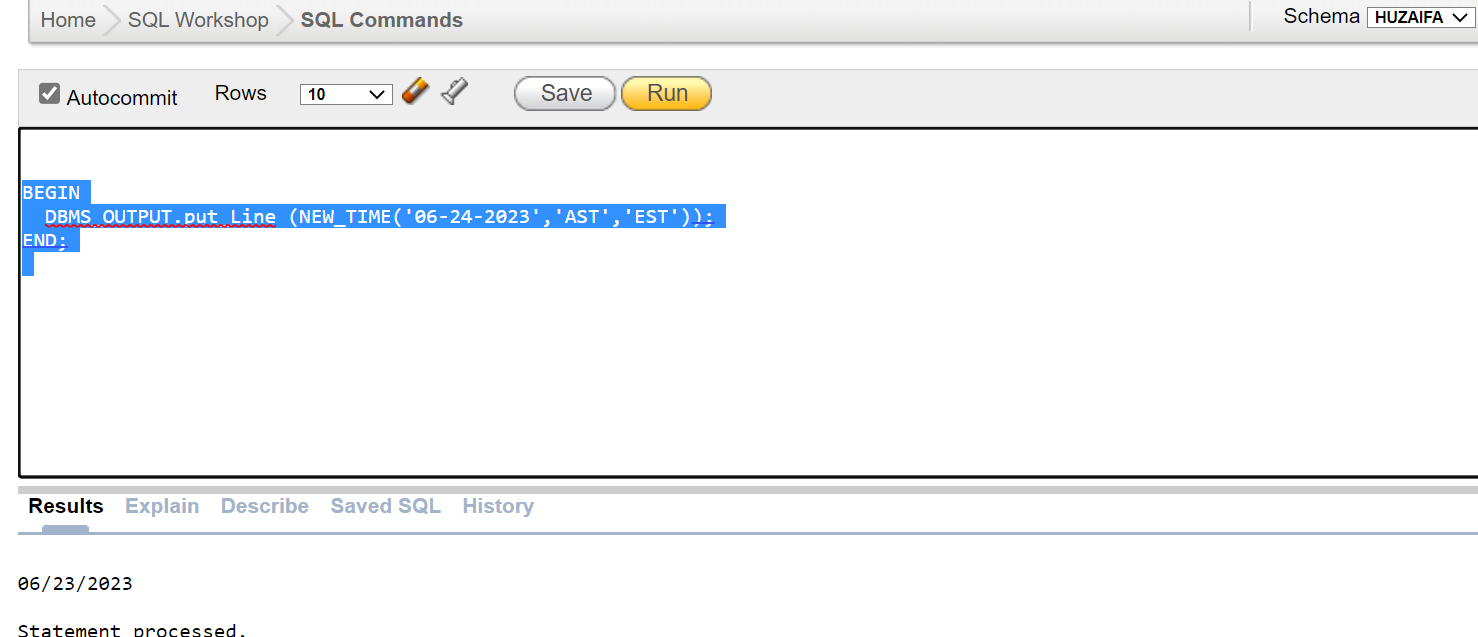 Home SQL Workshop SQL Commands Schema HUZAIFA
Autocommit Rows 10 Save Run
BEGIN
DBMS_OUTPUT.put_Line (NEW_TIME('06-24-2023','AST','EST'));
END;
Results Explain Describe Saved SQL History
06/23/2023
Statement processed.